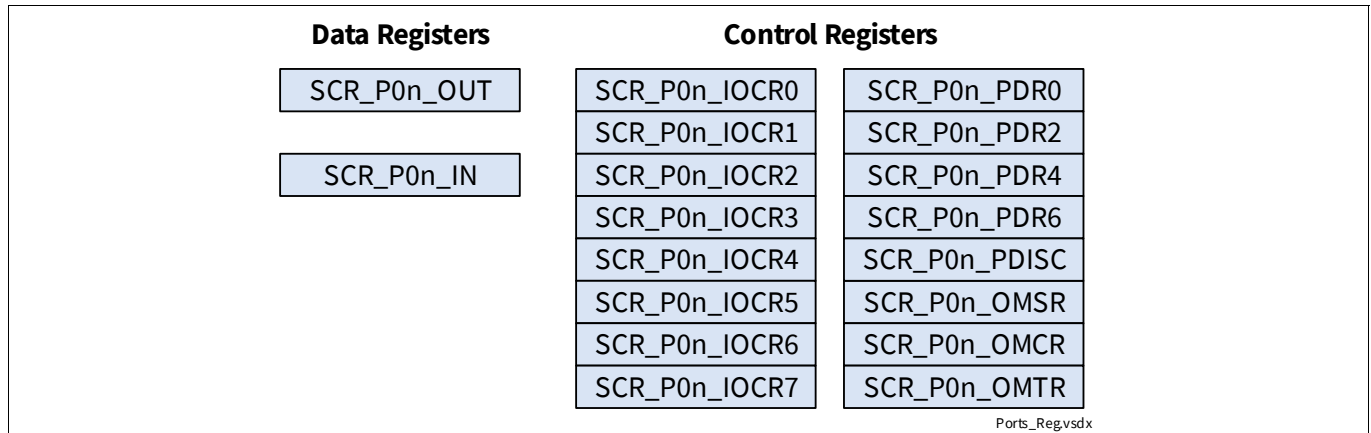 Data Registers
Control Registers
SCR_P0n_OUT
SCR_P0n_IN
SCR_P0n_IOCR0
SCR_P0n_IOCR1
SCR_P0n_IOCR2
SCR_P0n_IOCR3
SCR_P0n_IOCR4
SCR_P0n_IOCR5
SCR_P0n_IOCR6
SCR_P0n_IOCR7
SCR_P0n_PDR0
SCR_P0n_PDR2
SCR_P0n_PDR4
SCR_P0n_PDR6
SCR_P0n_PDISC
SCR_P0n_OMSR
SCR_P0n_OMCR
SCR_P0n_OMTR
Ports_Reg.vsdx